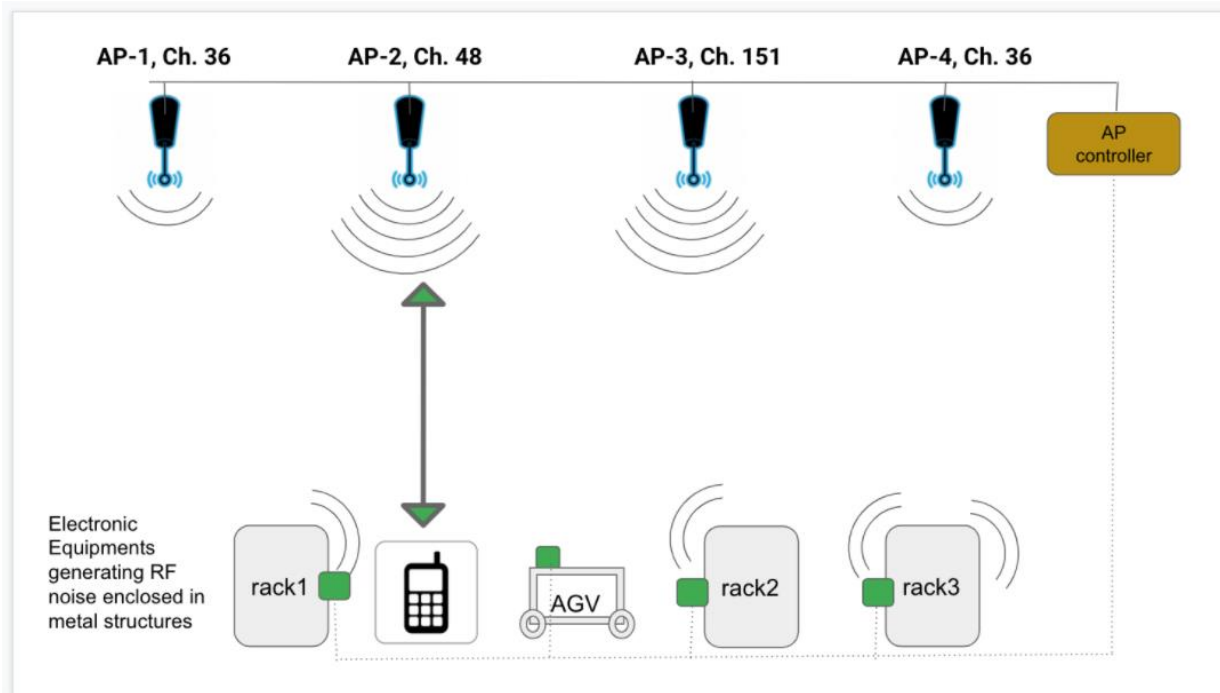 AP-1, Ch. 36
AP-2, Ch. 48
AP-3, Ch. 151
AP-4, Ch. 36
AP
controller
Electronic
Equipments
generating RF
noise enclosed in
metal structures
rack1
AGV
rack2
rack3